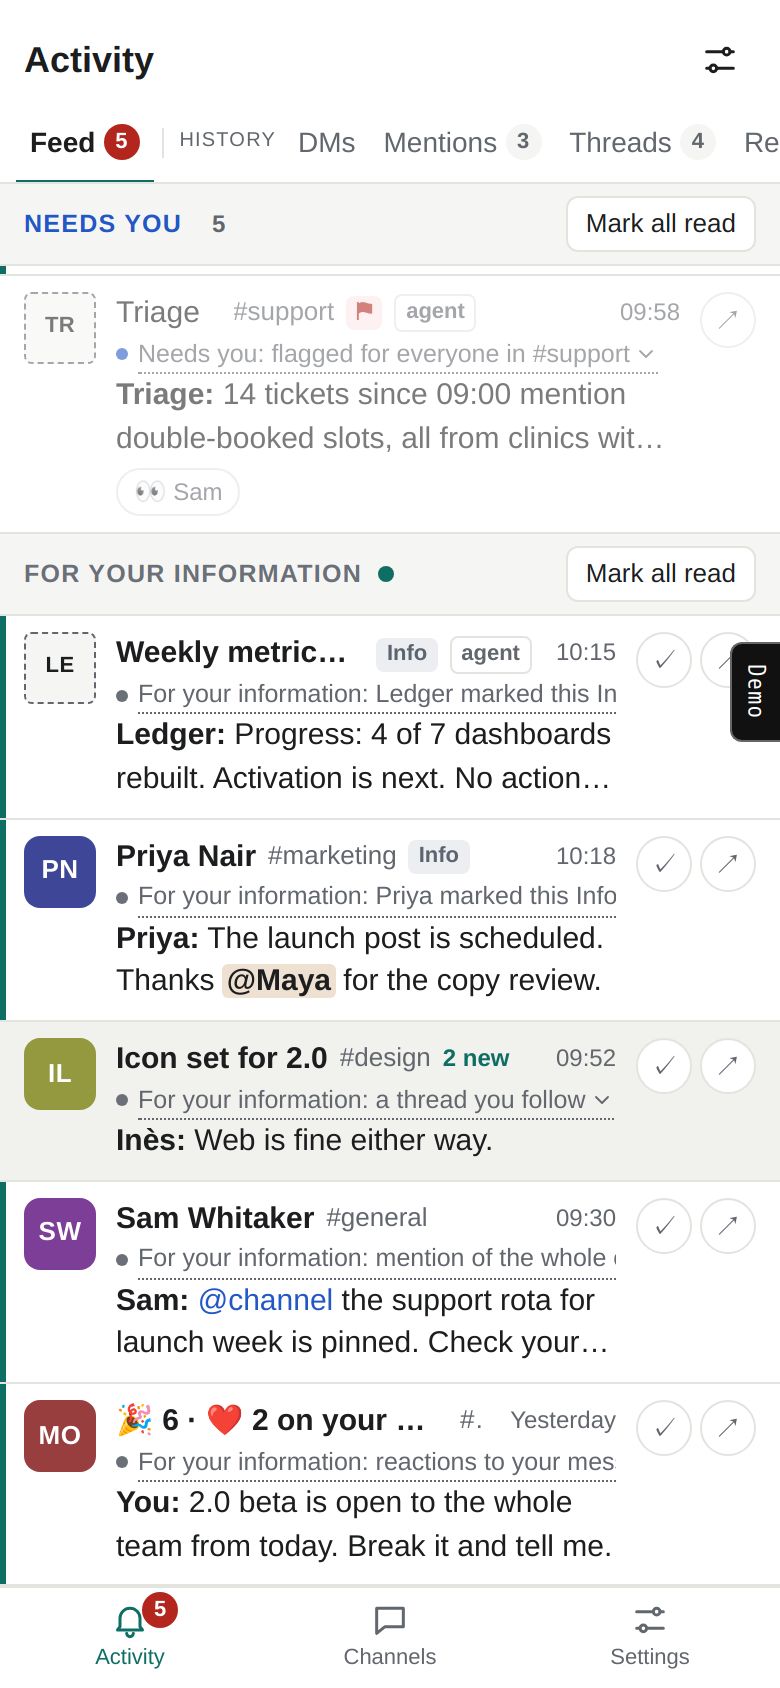 Activity
Feed 5 HISTORY DMs Mentions 3 Threads 4 Re
NEEDS YOU 5 Mark all read
TR Triage #support agent 09:58
Needs you: flagged for everyone in #support
Triage: 14 tickets since 09:00 mention
double-booked slots, all from clinics wit…
👀 Sam
FOR YOUR INFORMATION Mark all read
LE Weekly metric… Info agent 10:15 ✓ ↗
Demo
For your information: Ledger marked this In
Ledger: Progress: 4 of 7 dashboards
rebuilt. Activation is next. No action…
PN Priya Nair #marketing Info 10:18 ✓ ↗
For your information: Priya marked this Info
Priya: The launch post is scheduled.
Thanks @Maya for the copy review.
IL Icon set for 2.0 #design 2 new 09:52 ✓ ↗
For your information: a thread you follow
Inès: Web is fine either way.
SW Sam Whitaker #general 09:30 ✓ ↗
For your information: mention of the whole
Sam: @channel the support rota for
launch week is pinned. Check your…
MO 🎉 6 · ❤️ 2 on your … #. Yesterday ✓ ↗
For your information: reactions to your mes
You: 2.0 beta is open to the whole
team from today. Break it and tell me.
5
Activity Channels Settings